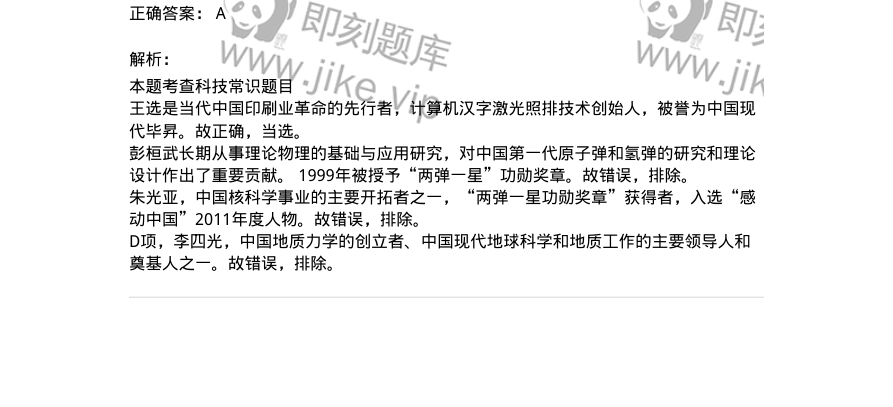 正确答案： A
即刻题库
www.jike.vip
www.ji
解析：
本题考查科技常识题目
王选是当代中国印刷业革命的先行者，计算机汉字激光照排技术创始人，被誉为中国现
代毕昇。故正确，当选。
彭桓武长期从事理论物理的基础与应用研究，对中国第一代原子弹和氢弹的研究和理论
设计作出了重要贡献。 1999年被授予“两弹一星”功勋奖章。故错误，排除。
朱光亚，中国核科学事业的主要开拓者之一，“两弹一星功勋奖章”获得者，入选“感
动中国”2011年度人物。故错误，排除。
D项，李四光，中国地质力学的创立者、中国现代地球科学和地质工作的主要领导人和
奠基人之一。故错误，排除。